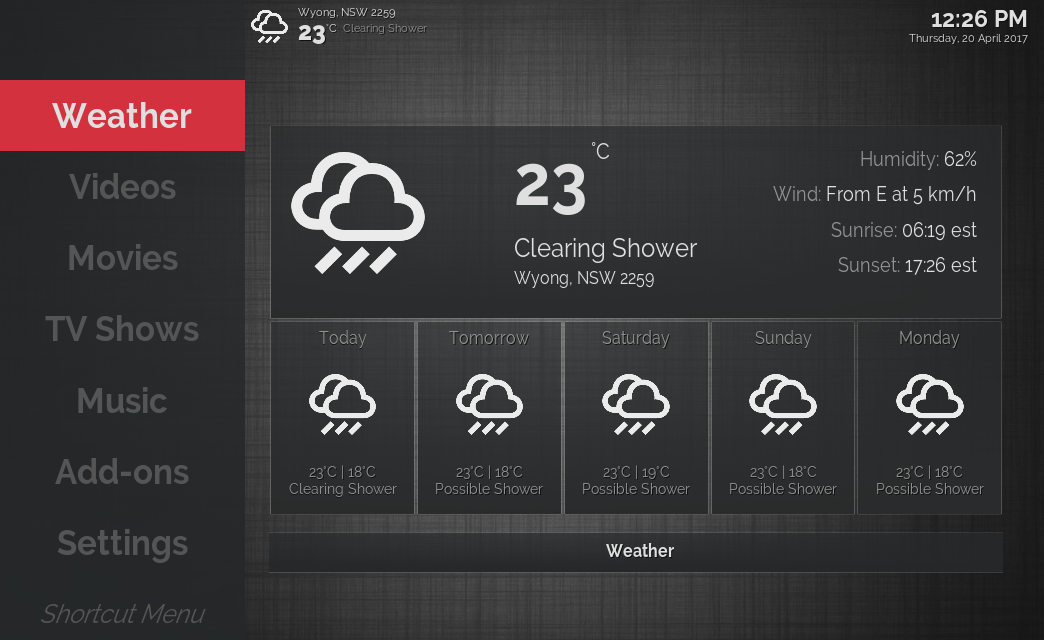 Wyong, NSW 2259
23°C Clearing Shower
12:26 PM
Thursday, 20 April 2017
Weather
Videos
Movies
TV Shows
Music
Add-ons
Settings
Shortcut Menu
23 °C
Clearing Shower
Wyong, NSW 2259
Humidity: 62%
Wind: From E at 5 km/h
Sunrise: 06:19 est
Sunset: 17:26 est
Today
23°C | 18°C
Clearing Shower
Tomorrow
23°C | 18°C
Possible Shower
Saturday
23°C | 19°C
Possible Shower
Sunday
23°C | 18°C
Possible Shower
Monday
23°C | 18°C
Possible Shower
Weather